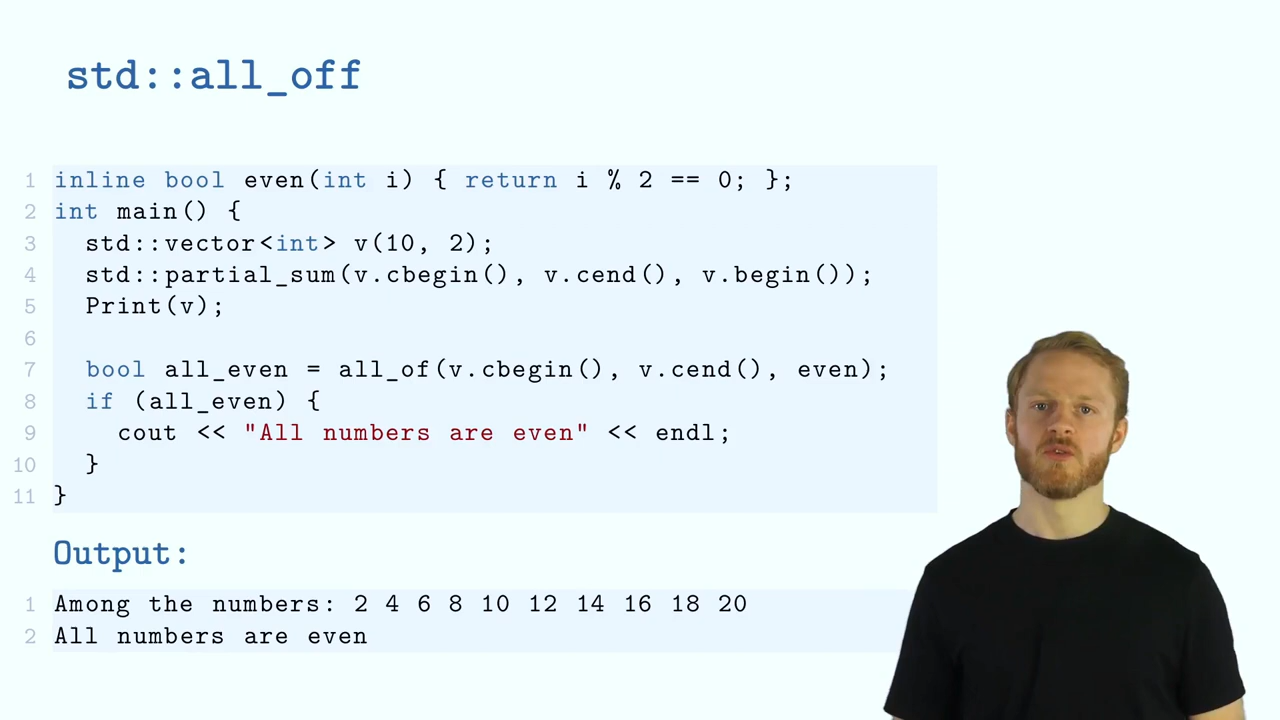 std::all_off
1 inline bool even(int i) { return i % 2 == 0; };
2 int main() {
3 std::vector<int> v(10, 2);
4 std::partial_sum(v.cbegin(), v.cend(), v.begin());
5 Print(v);
6
7 bool all_even = all_of(v.cbegin(), v.cend(), even);
8 if (all_even) {
9 cout << "All numbers are even" << endl;
10 }
11 }
Output:
1 Among the numbers: 2 4 6 8 10 12 14 16 18 20
2 All numbers are even